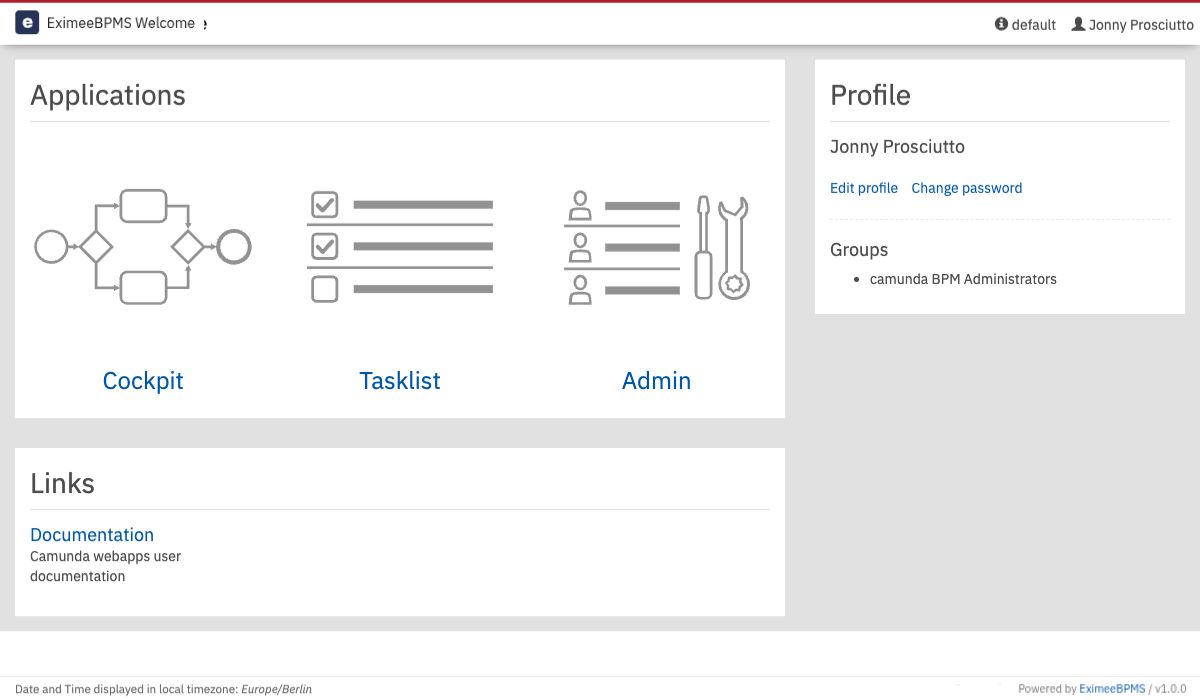 e EximeeBPMS Welcome
default Jonny Prosciutto
Applications
Cockpit Tasklist Admin
Links
Documentation
Camunda webapps user
documentation
Profile
Jonny Prosciutto
Edit profile Change password
Groups
• camunda BPM Administrators
Date and Time displayed in local timezone: Europe/Berlin
Powered by EximeeBPMS / v1.0.0